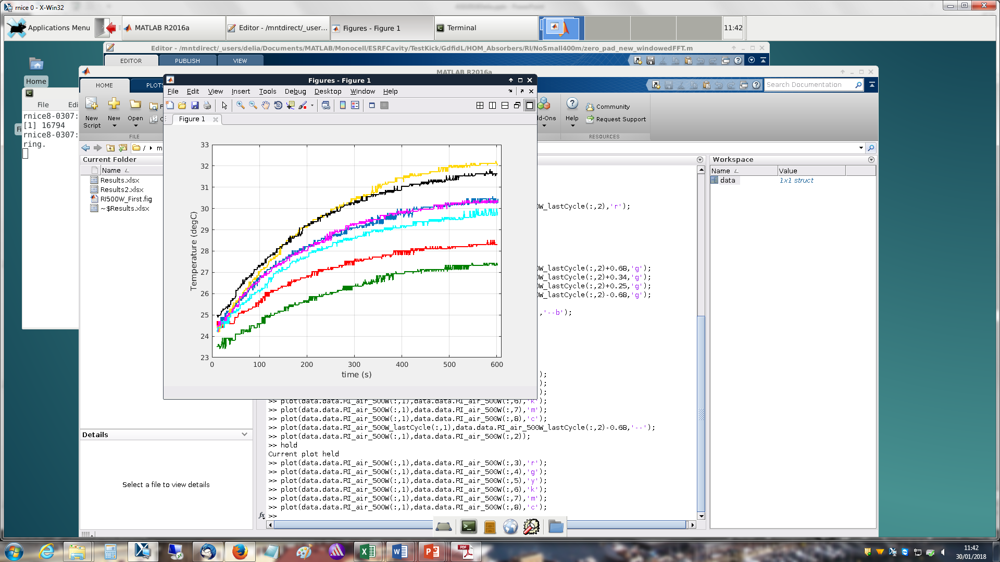 rnice 0 - X-Win32
Applications Menu
MATLAB R2016a
Editor - /mntdirect/_user...
Figures - Figure 1
Terminal
11:42
Editor - /mntdirect/_users/delia/Documents/MATLAB/Monocell/ESRFCavity/TestKick/GdfidL/HOM_Absorbers/RI/NoSmall400m/zero_pad_new_windowedFFT.m
EDITOR PUBLISH VIEW
MATLAB R2016a
Home
HOME PLOTS
Search Documentation
Figures - Figure 1
File Edit View Insert Tools Debug Desktop Window Help
File Edi
rnice8-0307:
[1] 16794
rnice8-0307:
ring.
New Script
New
Open
FILE
Help
Community
Request Support
RESOURCES
Figure 1
/ m
Current Folder
Name
Results.xlsx
Results2.xlsx
RI500W_First.fig
~$Results.xlsx
Details
Select a file to view details
33
32
31
30
29
28
27
26
25
24
23
Temperature (degC)
0 100 200 300 400 500 600
time (s)
Workspace
Name Value
data 1x1 struct
W_lastCycle(:,2),'r');
W_lastCycle(:,2)+0.68,'g');
W_lastCycle(:,2)+0.34,'g');
W_lastCycle(:,2)+0.25,'g');
W_lastCycle(:,2)-0.68,'g');
,'--b');
);
);
);
>> plot(data.data.RI_air_500W(:,1),data.data.RI_air_500W(:,6),'k');
>> plot(data.data.RI_air_500W(:,1),data.data.RI_air_500W(:,7),'m');
>> plot(data.data.RI_air_500W(:,1),data.data.RI_air_500W(:,8),'c');
>> plot(data.data.RI_air_500W_lastCycle(:,1),data.data.RI_air_500W_lastCycle(:,2)-0.68,'--');
>> plot(data.data.RI_air_500W(:,1),data.data.RI_air_500W(:,2));
>> hold
Current plot held
>> plot(data.data.RI_air_500W(:,1),data.data.RI_air_500W(:,3),'r');
>> plot(data.data.RI_air_500W(:,1),data.data.RI_air_500W(:,4),'g');
>> plot(data.data.RI_air_500W(:,1),data.data.RI_air_500W(:,5),'y');
>> plot(data.data.RI_air_500W(:,1),data.data.RI_air_500W(:,6),'k');
>> plot(data.data.RI_air_500W(:,1),data.data.RI_air_500W(:,7),'m');
>> plot(data.data.RI_air_500W(:,1),data.data.RI_air_500W(:,8),'c');
fx >>
11:42
30/01/2018